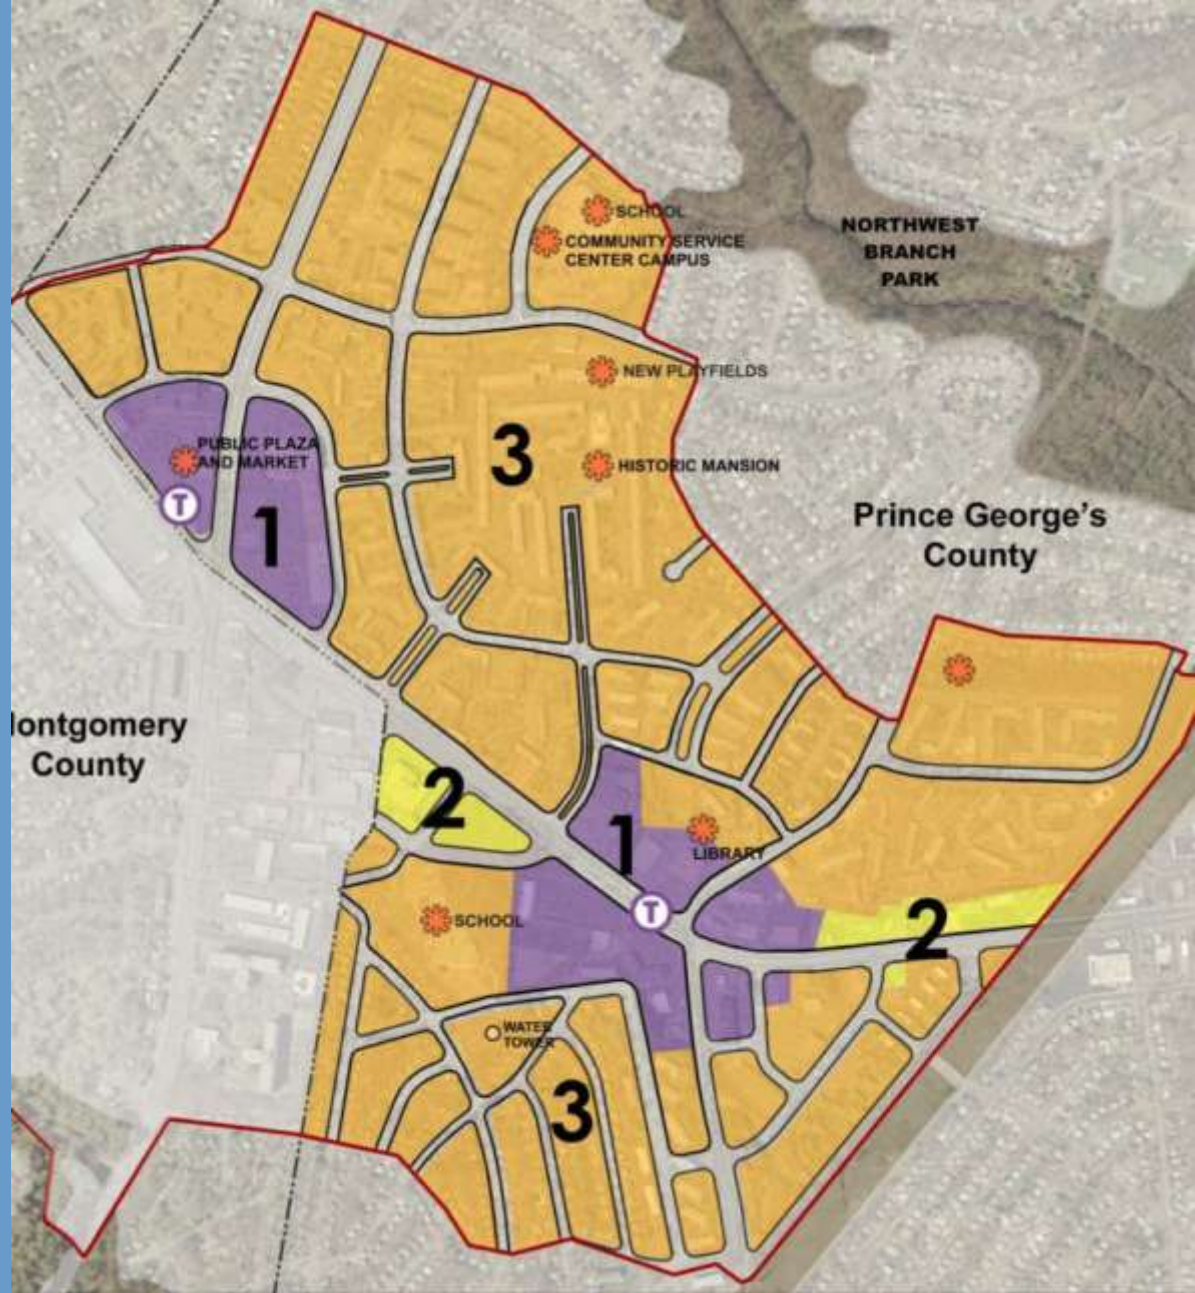 SCHOOL
COMMUNITY SERVICE
CENTER CAMPUS
NORTHWEST
BRANCH
PARK
NEW PLAYFIELDS
PUBLIC PLAZA
AND MARKET
3
HISTORIC MANSION
T
1
Prince George's
County
ontgomery
County
2
1
LIBRARY
T
SCHOOL
2
WATER
TOWER
3